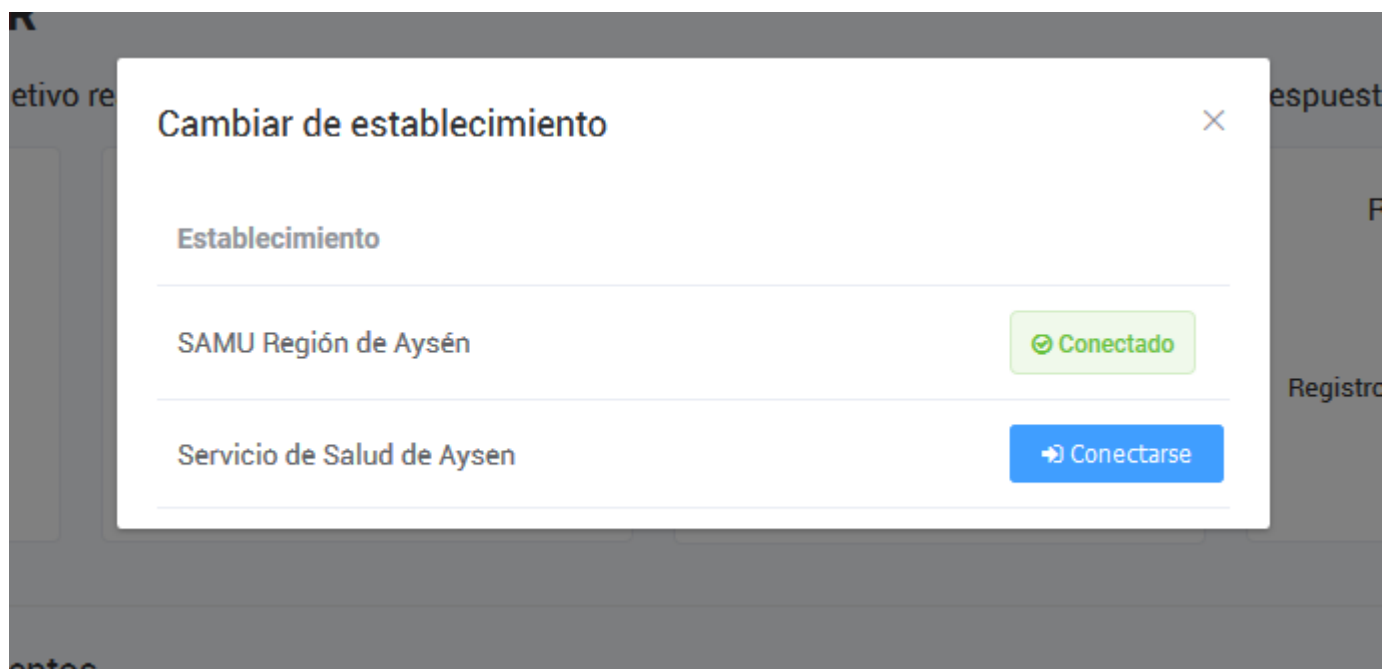 etivo re
espuest
Cambiar de establecimiento
Establecimiento
SAMU Región de Aysén
Conectado
Registro
Servicio de Salud de Aysen
Conectarse